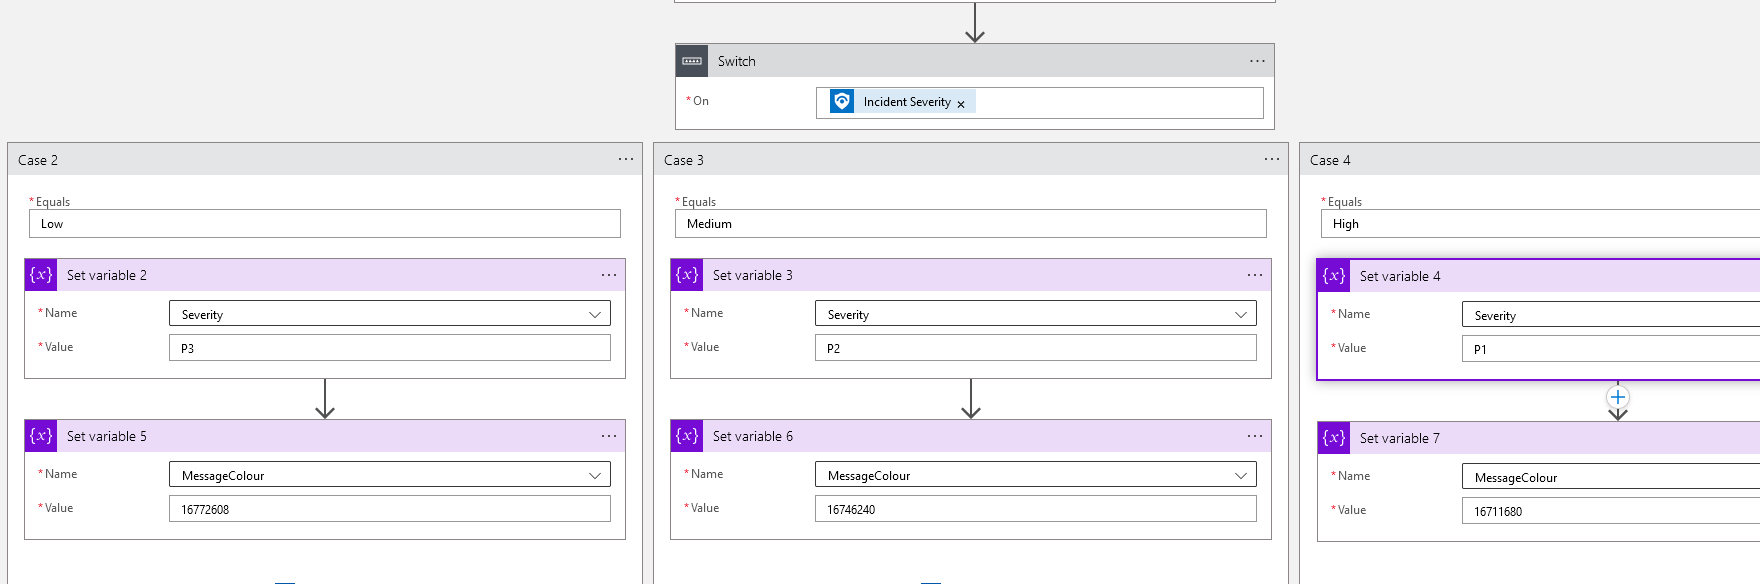 Switch
* On
Incident Severity ×
Case 2
* Equals
Low
{x} Set variable 2
* Name
Severity
* Value
P3
{x} Set variable 5
* Name
MessageColour
* Value
16772608
Case 3
* Equals
Medium
{x} Set variable 3
* Name
Severity
* Value
P2
{x} Set variable 6
* Name
MessageColour
* Value
16746240
Case 4
* Equals
High
{x} Set variable 4
* Name
Severity
* Value
P1
{x} Set variable 7
* Name
MessageColour
* Value
16711680